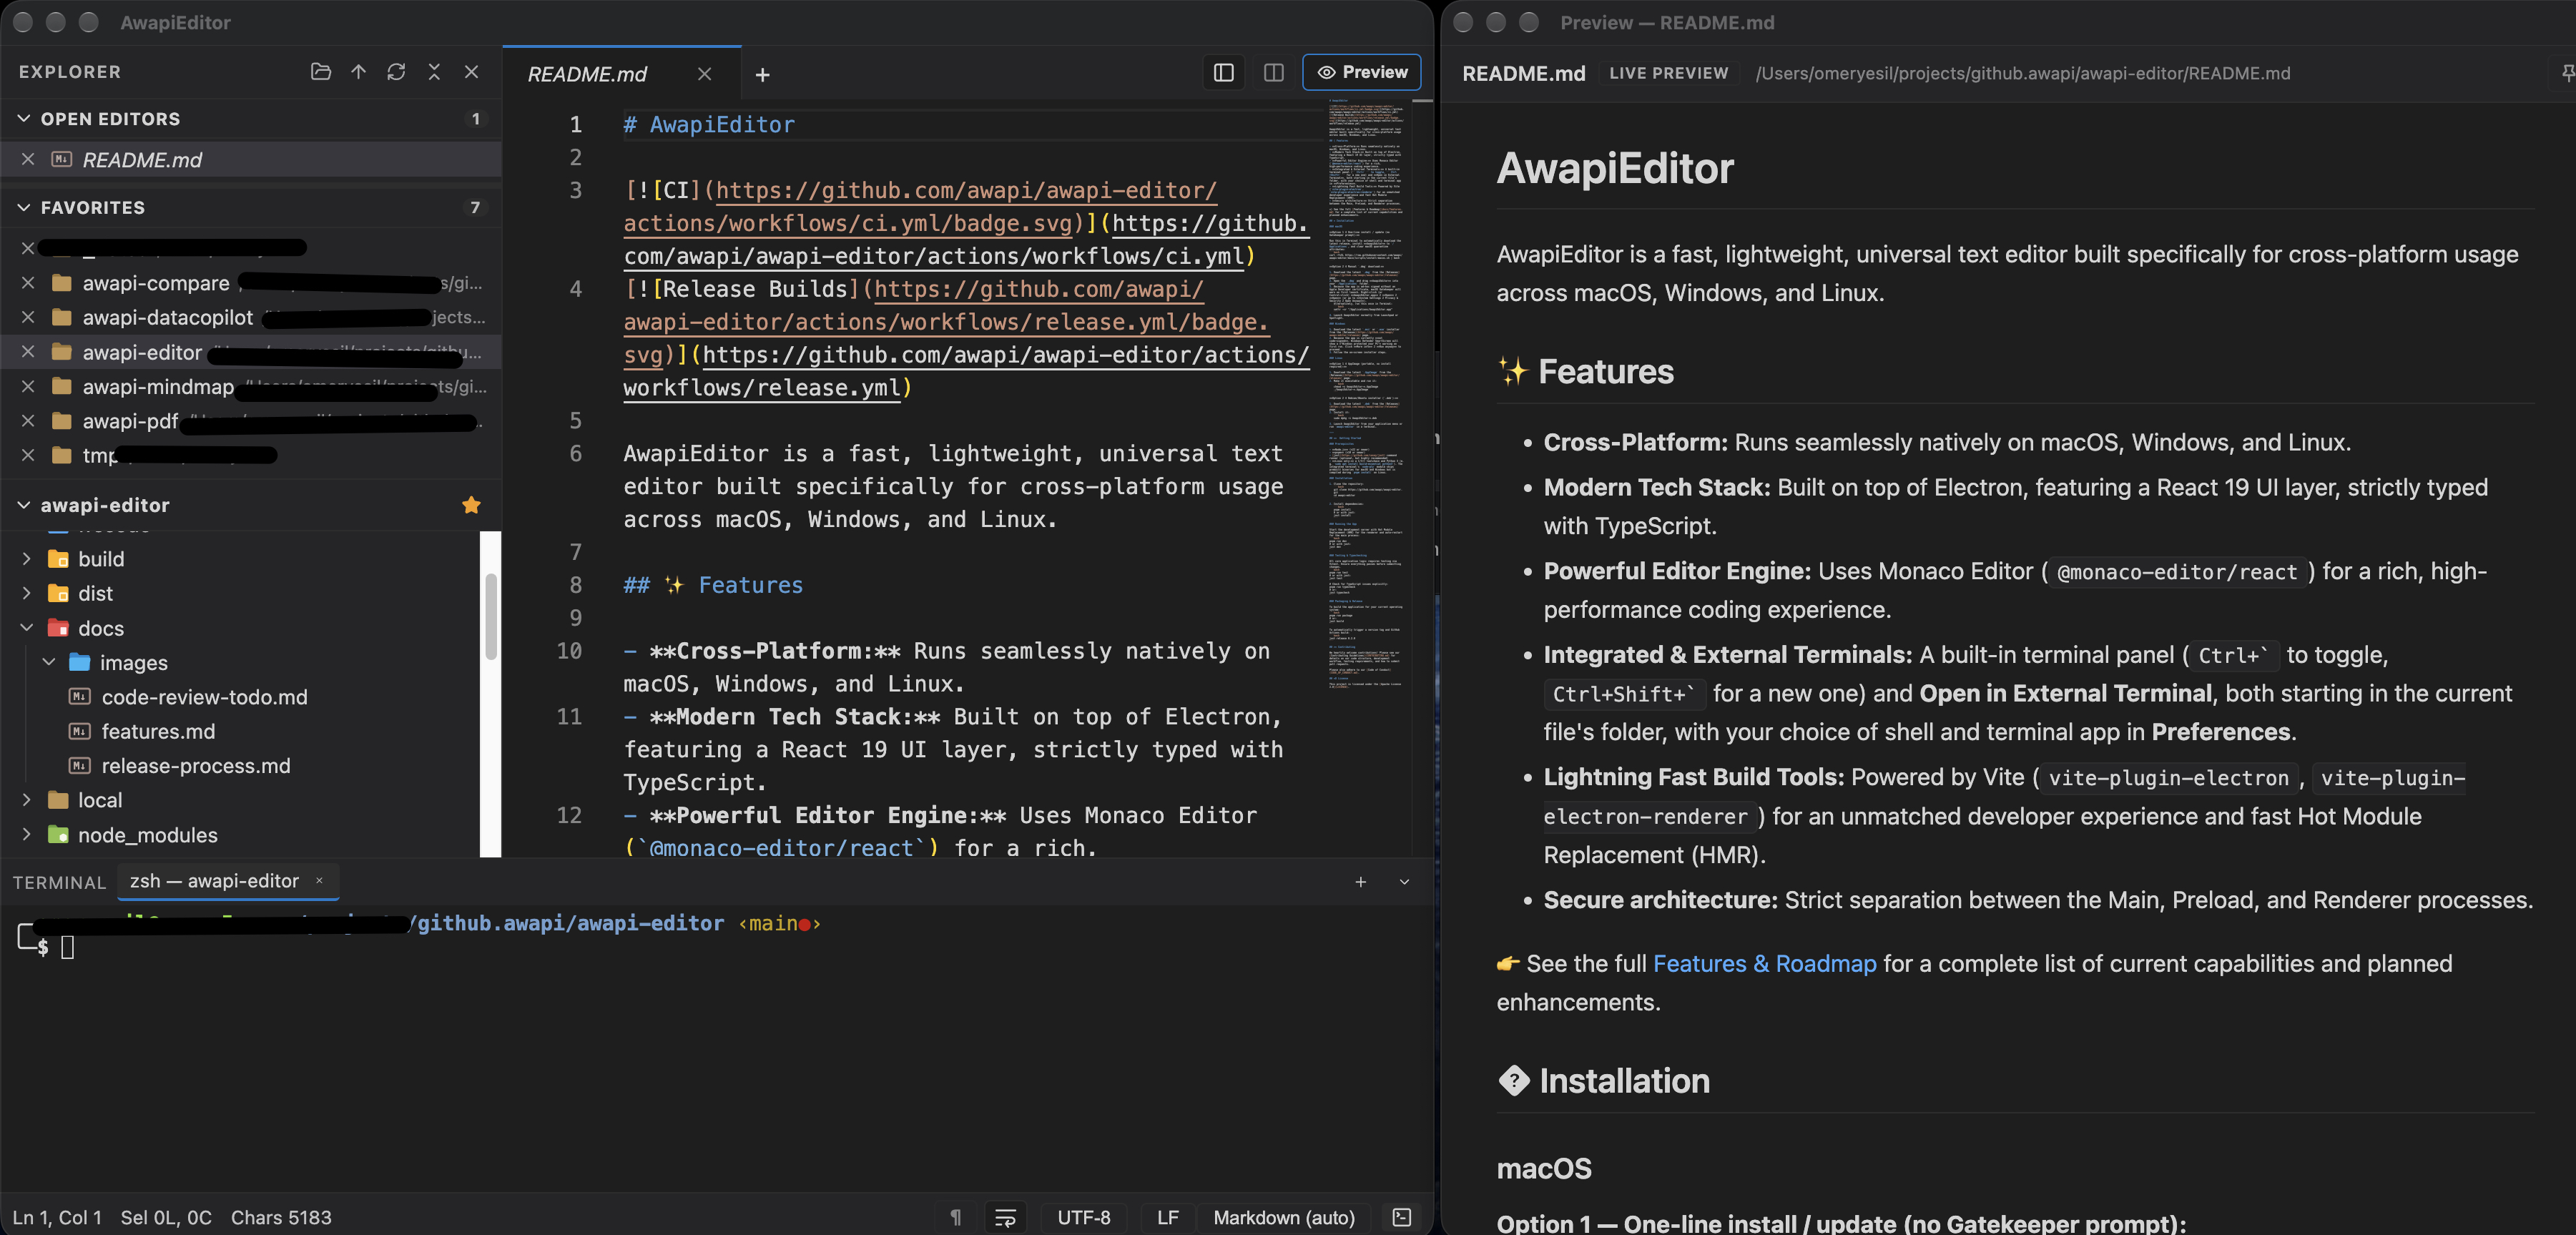 AwapiEditor
EXPLORER
OPEN EDITORS 1
README.md
FAVORITES 7
awapi-compare s/gi...
awapi-datacopilot jects...
awapi-editor
awapi-mindmap ts/gi...
awapi-pdf
tmp
awapi-editor
build
dist
docs
images
code-review-todo.md
features.md
release-process.md
local
node_modules
README.md
Preview
1 # AwapiEditor
2
3 [![CI](https://github.com/awapi/awapi-editor/
actions/workflows/ci.yml/badge.svg)](https://github.
com/awapi/awapi-editor/actions/workflows/ci.yml)
4 [![Release Builds](https://github.com/awapi/
awapi-editor/actions/workflows/release.yml/badge.
svg)](https://github.com/awapi/awapi-editor/actions/
workflows/release.yml)
5
6 AwapiEditor is a fast, lightweight, universal text
editor built specifically for cross-platform usage
across macOS, Windows, and Linux.
7
8 ## ✨ Features
9
10 - **Cross-Platform:** Runs seamlessly natively on
macOS, Windows, and Linux.
11 - **Modern Tech Stack:** Built on top of Electron,
featuring a React 19 UI layer, strictly typed with
TypeScript.
12 - **Powerful Editor Engine:** Uses Monaco Editor
(`@monaco-editor/react`) for a rich,
TERMINAL zsh — awapi-editor ×
/github.awapi/awapi-editor ‹main●›
$
Ln 1, Col 1 Sel 0L, 0C Chars 5183
¶ UTF-8 LF Markdown (auto)
Preview — README.md
README.md LIVE PREVIEW /Users/omeryesil/projects/github.awapi/awapi-editor/README.md
AwapiEditor
AwapiEditor is a fast, lightweight, universal text editor built specifically for cross-platform usage
across macOS, Windows, and Linux.
✨ Features
• Cross-Platform: Runs seamlessly natively on macOS, Windows, and Linux.
• Modern Tech Stack: Built on top of Electron, featuring a React 19 UI layer, strictly typed
with TypeScript.
• Powerful Editor Engine: Uses Monaco Editor ( @monaco-editor/react ) for a rich, high-
performance coding experience.
• Integrated & External Terminals: A built-in terminal panel ( Ctrl+` to toggle,
Ctrl+Shift+` for a new one) and Open in External Terminal, both starting in the current
file's folder, with your choice of shell and terminal app in Preferences.
• Lightning Fast Build Tools: Powered by Vite ( vite-plugin-electron , vite-plugin-
electron-renderer ) for an unmatched developer experience and fast Hot Module
Replacement (HMR).
• Secure architecture: Strict separation between the Main, Preload, and Renderer processes.
👉 See the full Features & Roadmap for a complete list of current capabilities and planned
enhancements.
Installation
macOS
Option 1 — One-line install / update (no Gatekeeper prompt):